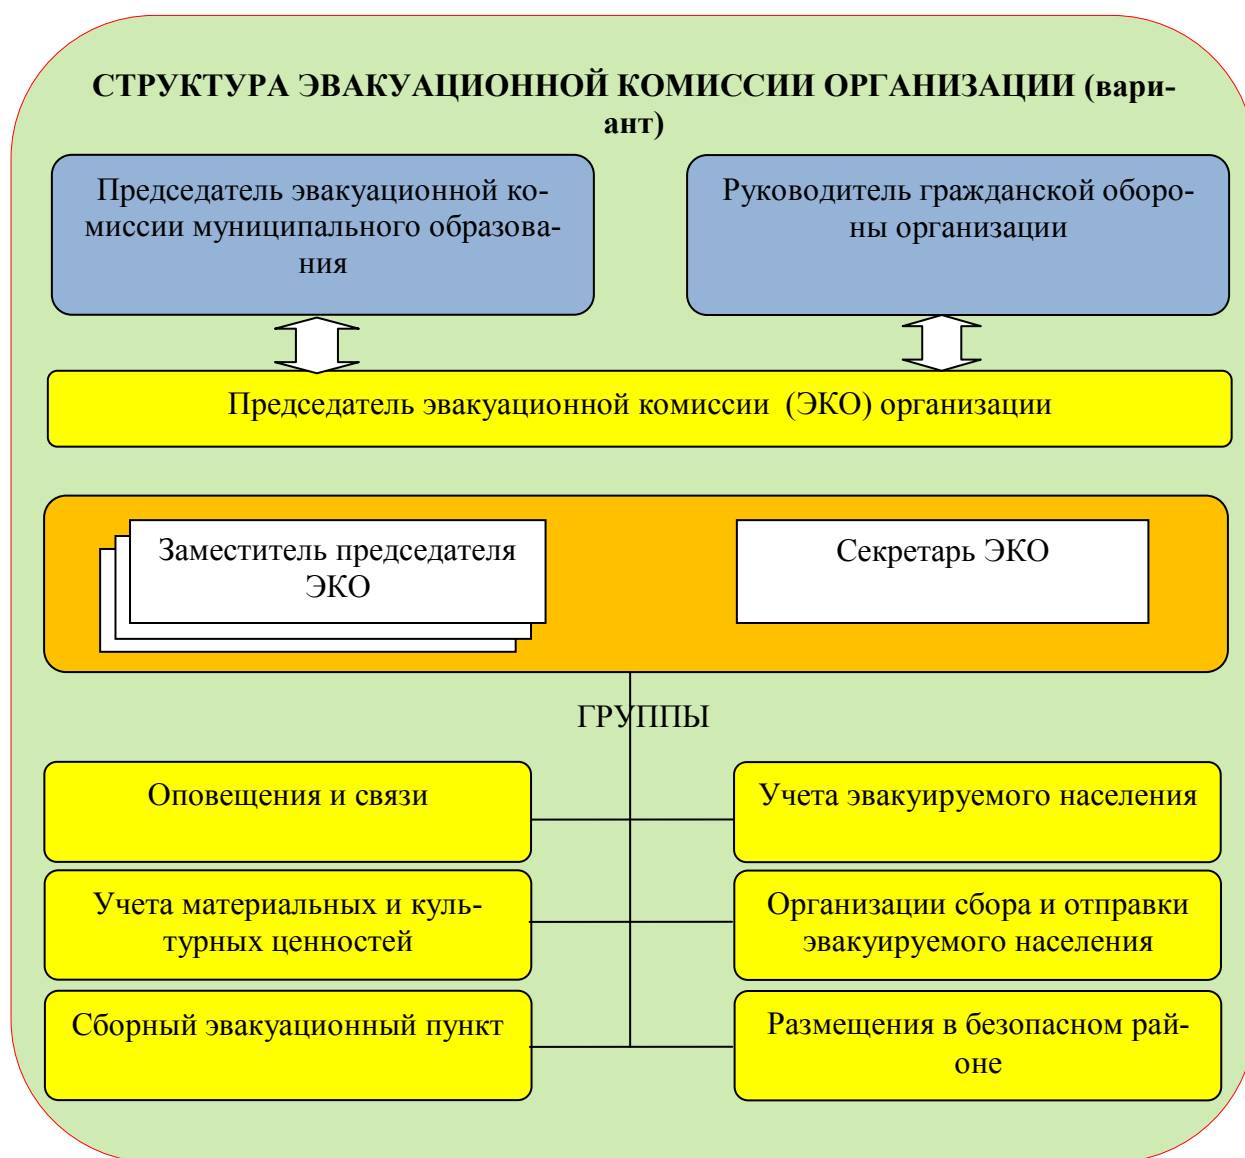 СТРУКТУРА ЭВАКУАЦИОННОЙ КОМИССИИ ОРГАНИЗАЦИИ (вари-
ант)
Председатель эвакуационной ко-
миссии муниципального образова-
ния
Руководитель гражданской оборо-
ны организации
Председатель эвакуационной комиссии (ЭКО) организации
Заместитель председателя
ЭКО
Секретарь ЭКО
ГРУППЫ
Оповещения и связи
Учета эвакуируемого населения
Учета материальных и куль-
турных ценностей
Организации сбора и отправки
эвакуируемого населения
Сборный эвакуационный пункт
Размещения в безопасном рай-
оне